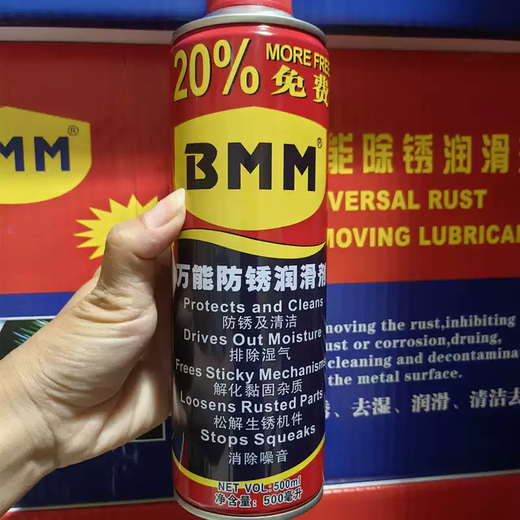 20% MORE FREE
免费
BMM®
万能防锈润滑剂
Protects and Cleans
防锈及清洁
Drives Out Moisture
排除湿气
Frees Sticky Mechanisms
解化黏固杂质
Loosens Rusted Parts
松解生锈机件
Stops Squeaks
消除噪音
NET VOL: 500ml
净含量: 500毫升
MM®
能除锈润滑
VERSAL RUST
MOVING LUBRICA
moving the rust,inhibiting
ust or corrosion,druing,
cleaning and decontamina
the metal surface.
、去湿、润滑、清洁去